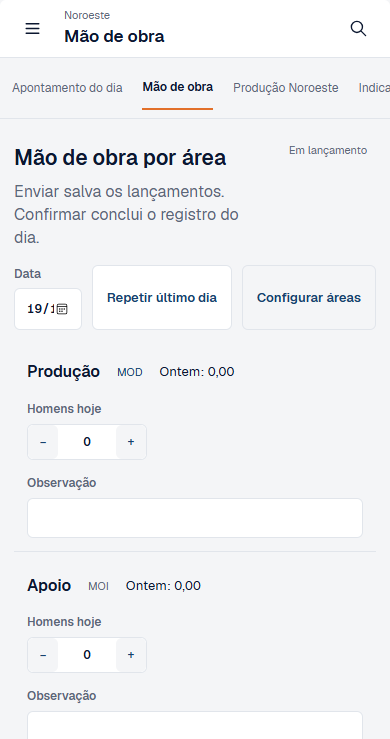 Noroeste
Mão de obra
Apontamento do dia Mão de obra Produção Noroeste Indica
Mão de obra por área
Em lançamento
Enviar salva os lançamentos.
Confirmar conclui o registro do
dia.
Data
19/1
Repetir último dia
Configurar áreas
Produção MOD Ontem: 0,00
Homens hoje
− 0 +
Observação
Apoio MOI Ontem: 0,00
Homens hoje
− 0 +
Observação